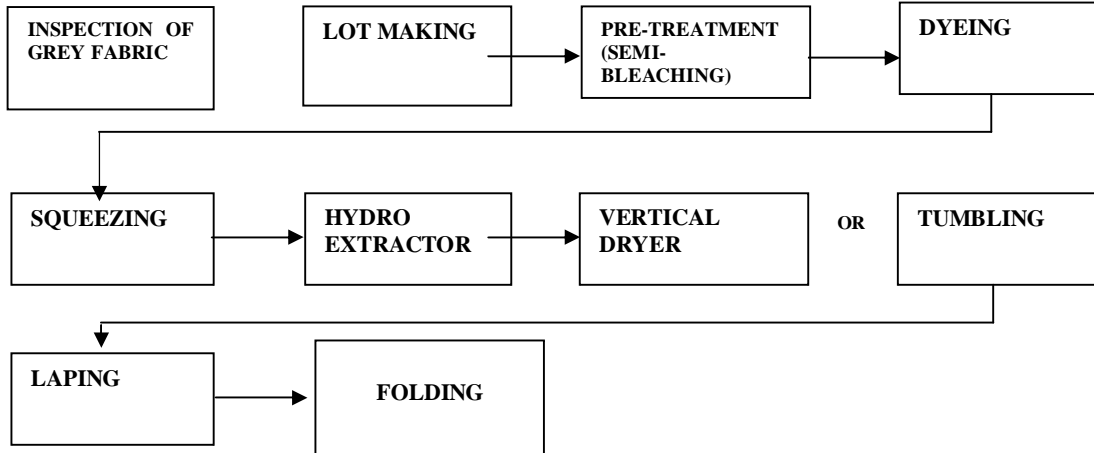 INSPECTION OF
GREY FABRIC
LOT MAKING
PRE-TREATMENT
(SEMI-
BLEACHING)
DYEING
SQUEEZING
HYDRO
EXTRACTOR
VERTICAL
DRYER
OR
TUMBLING
LAPING
FOLDING